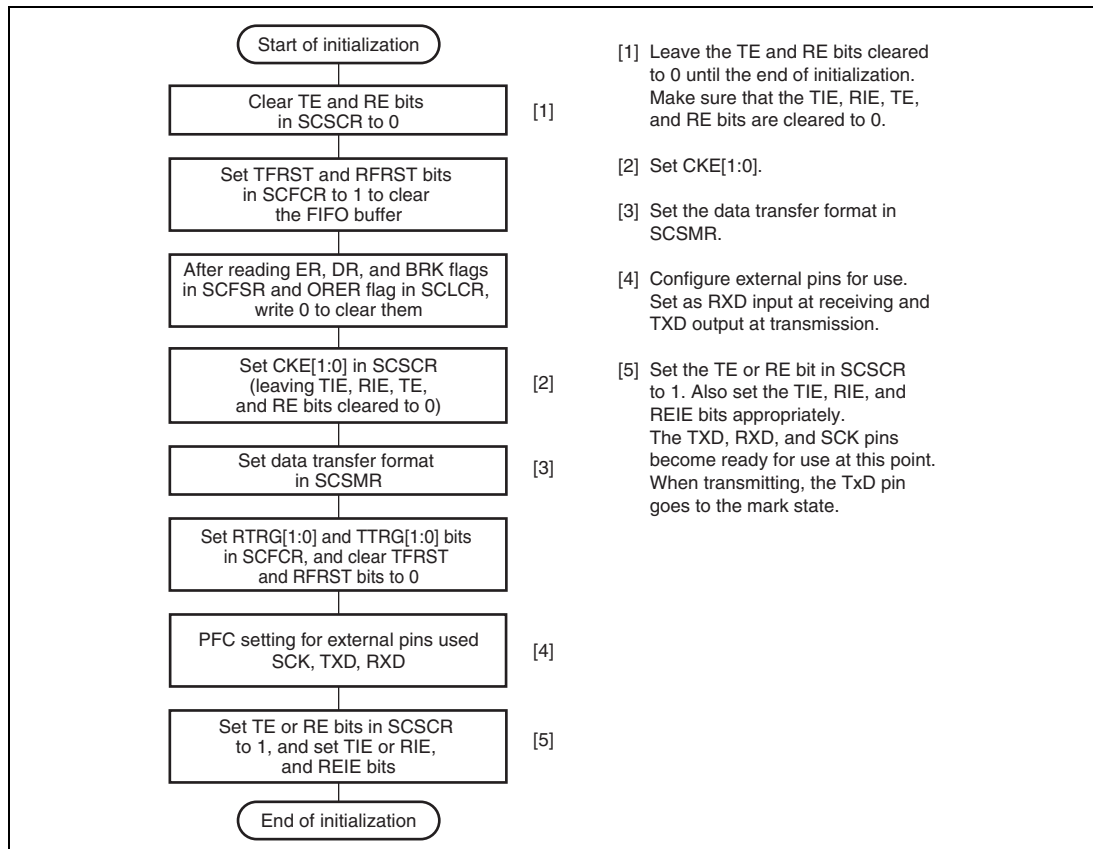 Start of initialization
Clear TE and RE bits
in SCSCR to 0
[1]
Set TFRST and RFRST bits
in SCFCR to 1 to clear
the FIFO buffer
After reading ER, DR, and BRK flags
in SCFSR and ORER flag in SCLCR,
write 0 to clear them
Set CKE[1:0] in SCSCR
(leaving TIE, RIE, TE,
and RE bits cleared to 0)
[2]
Set data transfer format
in SCSMR
[3]
Set RTRG[1:0] and TTRG[1:0] bits
in SCFCR, and clear TFRST
and RFRST bits to 0
PFC setting for external pins used
SCK, TXD, RXD
[4]
Set TE or RE bits in SCSCR
to 1, and set TIE or RIE,
and REIE bits
[5]
End of initialization
[1] Leave the TE and RE bits cleared
to 0 until the end of initialization.
Make sure that the TIE, RIE, TE,
and RE bits are cleared to 0.
[2] Set CKE[1:0].
[3] Set the data transfer format in
SCSMR.
[4] Configure external pins for use.
Set as RXD input at receiving and
TXD output at transmission.
[5] Set the TE or RE bit in SCSCR
to 1. Also set the TIE, RIE, and
REIE bits appropriately.
The TXD, RXD, and SCK pins
become ready for use at this point.
When transmitting, the TxD pin
goes to the mark state.